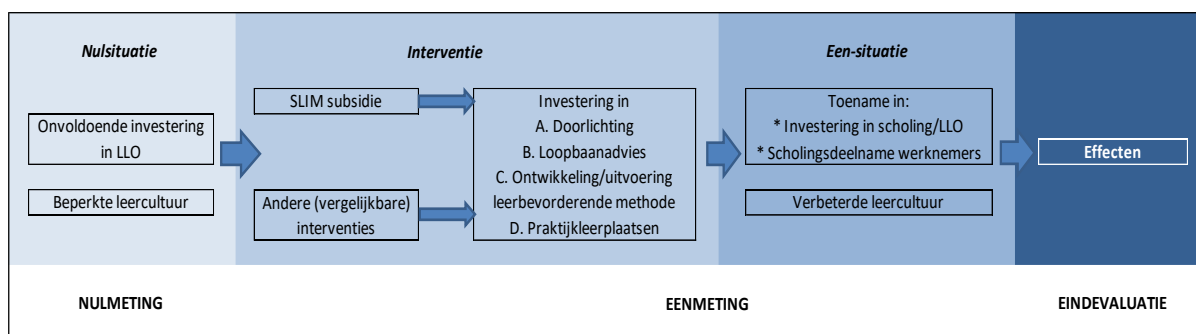 Nulsituatie
Onvoldoende investering
in LLO
Beperkte leercultuur
Interventie
SLIM subsidie
Andere (vergelijkbare)
interventies
Investering in
A. Doorlichting
B. Loopbaanadvies
C. Ontwikkeling/uitvoering
leerbevorderende methode
D. Praktijkleerplaatsen
Een-situatie
Toename in:
* Investering in scholing/LLO
* Scholingsdeelname werknemers
Verbeterde leercultuur
Effecten
NULMETING
EENMETING
EINDEVALUATIE